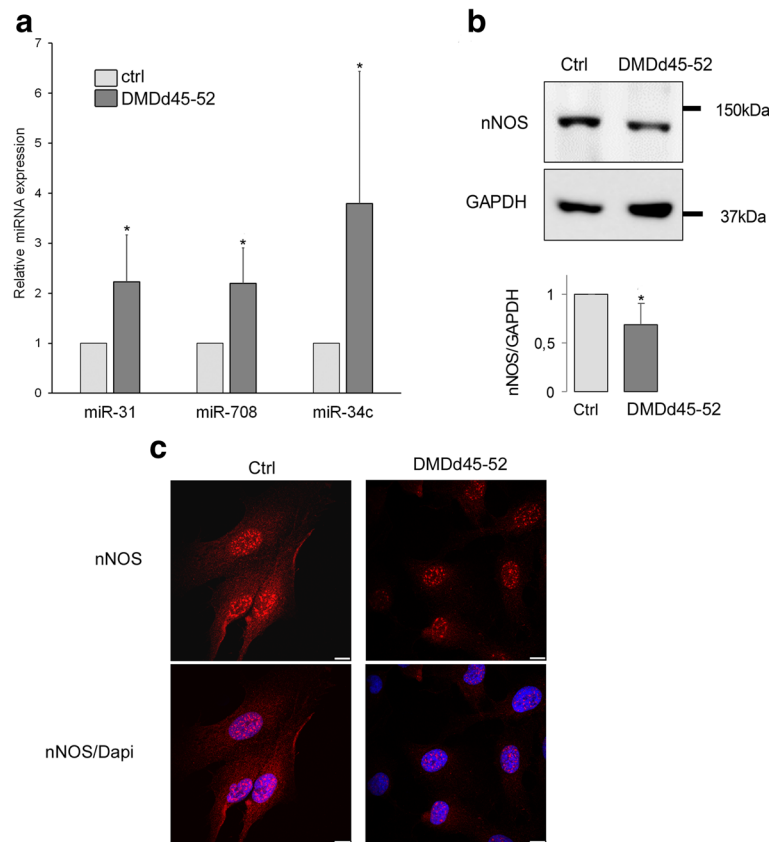 a
Relative miRNA expression
7
6
5
4
3
2
1
0
ctrl
DMDd45-52
*
*
*
miR-31
miR-708
miR-34c
b
Ctrl
DMDd45-52
nNOS
150kDa
GAPDH
37kDa
nNOS/GAPDH
1
0,5
0
*
Ctrl
DMDd45-52
c
Ctrl
DMDd45-52
nNOS
nNOS/Dapi